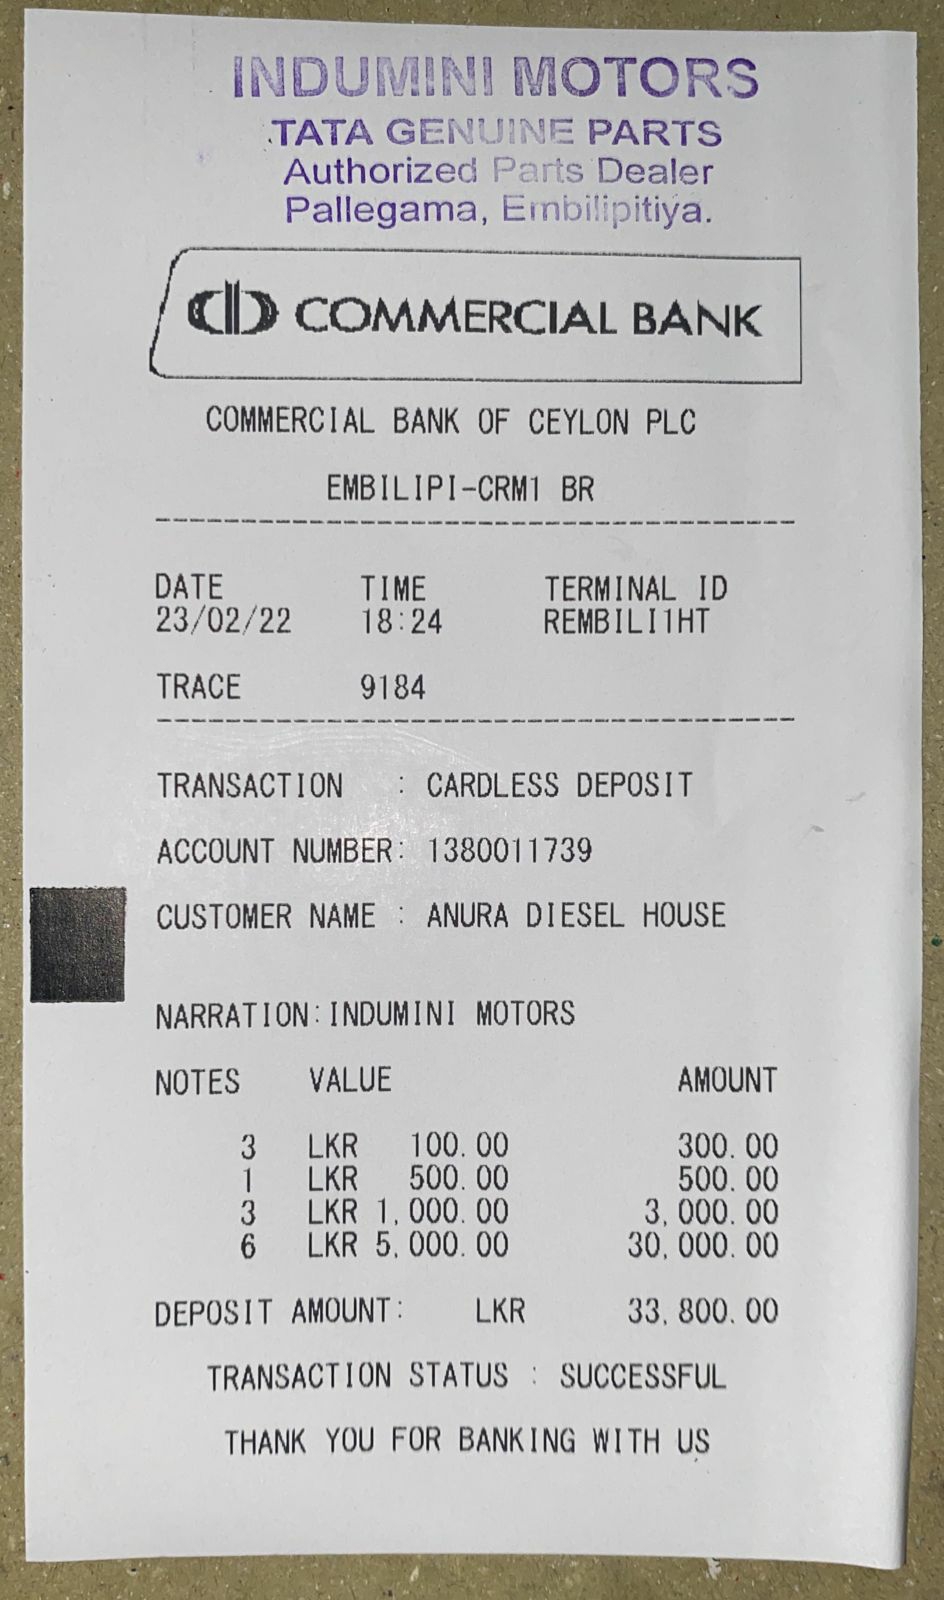 INDUMINI MOTORS
TATA GENUINE PARTS
Authorized Parts Dealer
Pallegama, Embilipitiya.
COMMERCIAL BANK
COMMERCIAL BANK OF CEYLON PLC
EMBILIPI-CRM1 BR
DATE TIME TERMINAL ID
23/02/22 18:24 REMBILI1HT
TRACE 9184
TRANSACTION : CARDLESS DEPOSIT
ACCOUNT NUMBER: 1380011739
CUSTOMER NAME : ANURA DIESEL HOUSE
NARRATION:INDUMINI MOTORS
NOTES VALUE AMOUNT
3 LKR 100.00 300.00
1 LKR 500.00 500.00
3 LKR 1,000.00 3,000.00
6 LKR 5,000.00 30,000.00
DEPOSIT AMOUNT: LKR 33,800.00
TRANSACTION STATUS : SUCCESSFUL
THANK YOU FOR BANKING WITH US